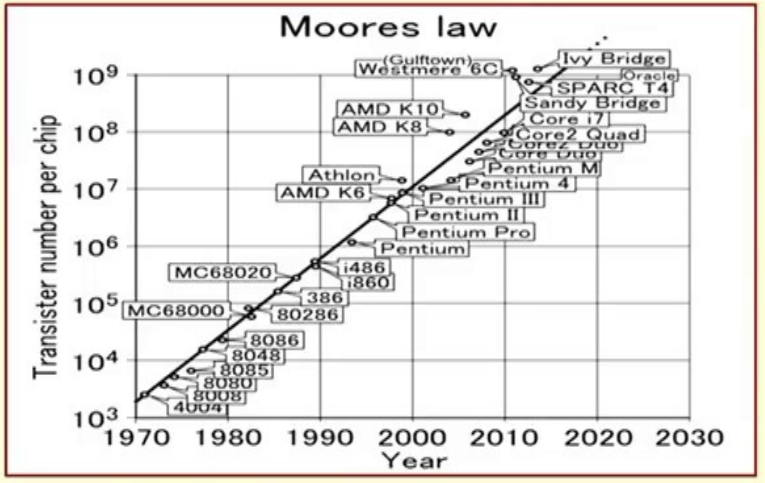 Moores law
Transister number per chip
10⁹
10⁸
10⁷
10⁶
10⁵
10⁴
10³
(Gulftown)
Westmere 6C
Ivy Bridge
Oracle
SPARC T4
Sandy Bridge
AMD K10
Core i7
AMD K8
Core2 Quad
Core2 Duo
Core Duo
Athlon
Pentium M
Pentium 4
AMD K6
Pentium III
Pentium II
Pentium Pro
Pentium
MC68020
i486
i860
386
MC68000
80286
8086
8048
8085
8080
8008
4004
1970 1980 1990 2000 2010 2020 2030
Year